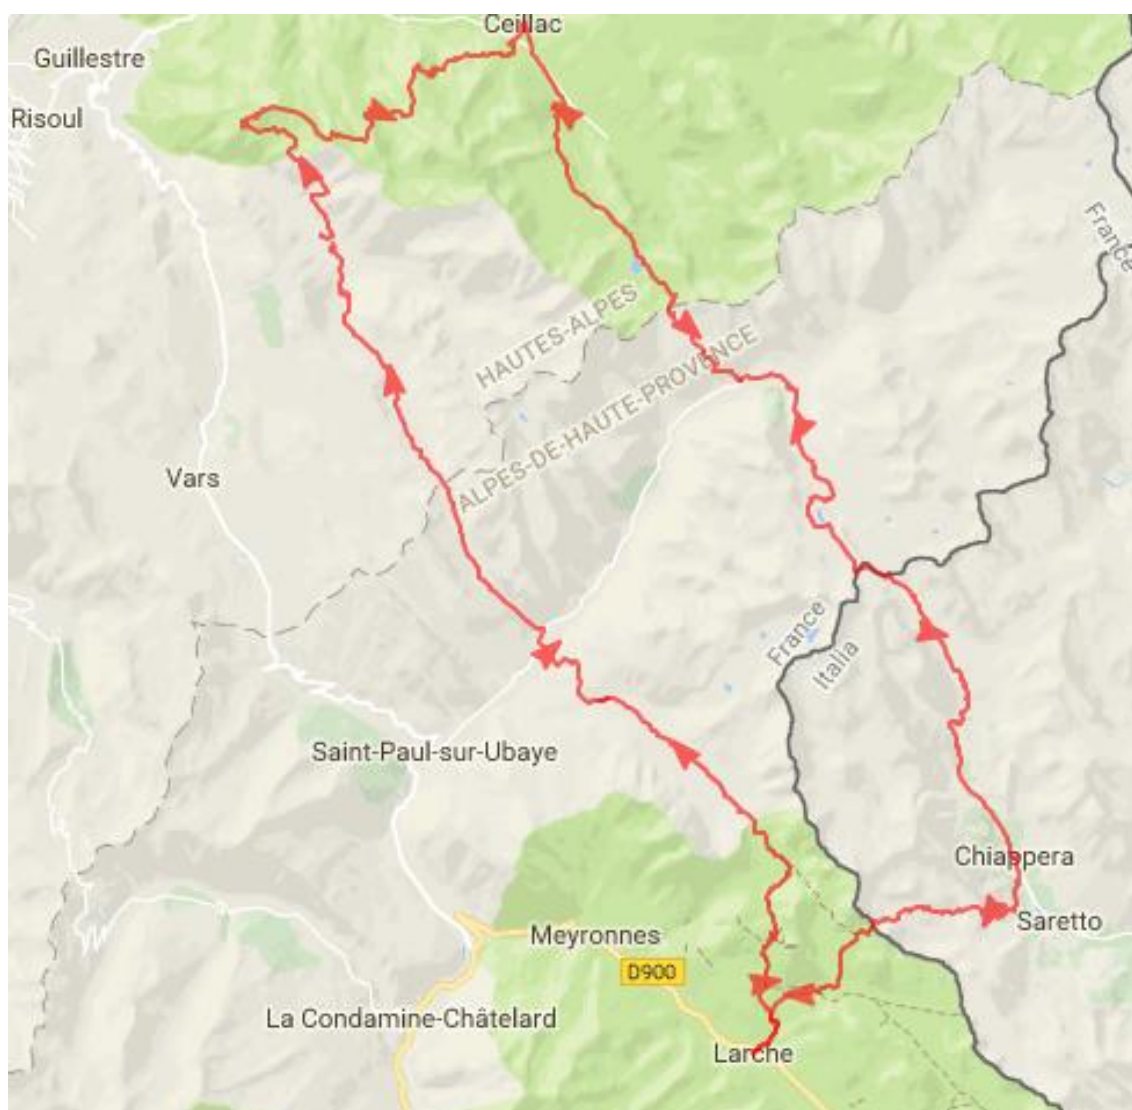 Ceillac
Guillestre
Risoul
France
HAUTES-ALPES
ALPES-DE-HAUTE-PROVENCE
Vars
France
Italia
Saint-Paul-sur-Ubaye
Chiappera
Saretto
Meyronnes
D900
La Condamine-Châtelard
Larche